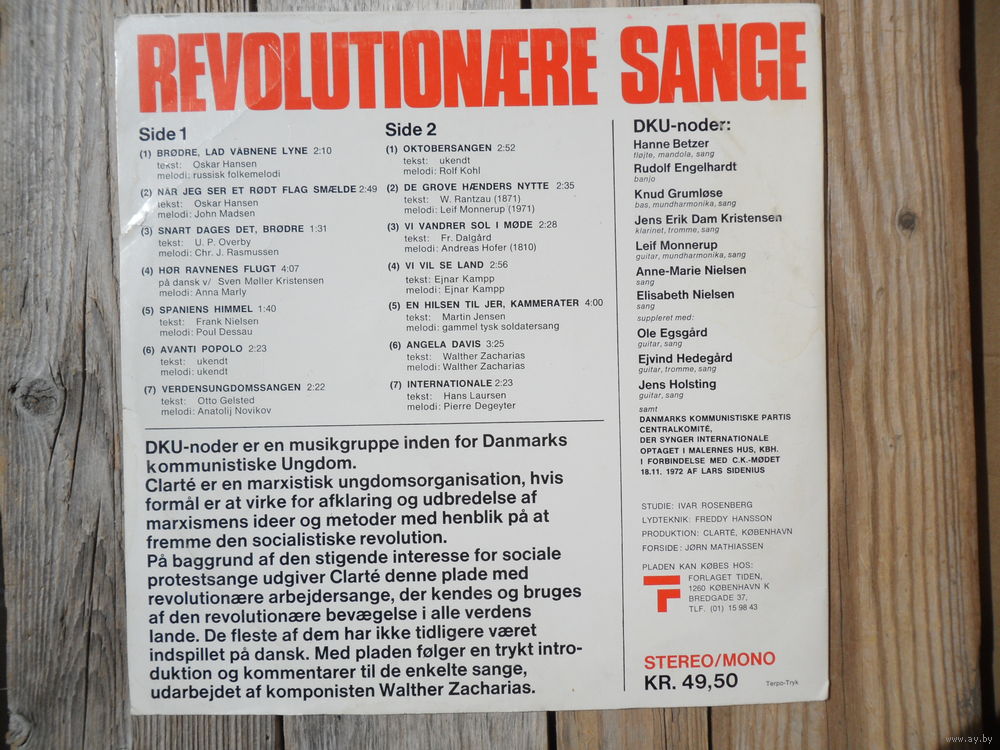 REVOLUTIONÆRE SANGE
Side 1
(1) BRØDRE, LAD VÅBNENE LYNE 2:10
tekst: Oskar Hansen
melodi: russisk folkemelodi
(2) NÅR JEG SER ET RØDT FLAG SMÆLDE 2:49
tekst: Oskar Hansen
melodi: John Madsen
(3) SNART DAGES DET, BRØDRE 1:31
tekst: U. P. Overby
melodi: Chr. J. Rasmussen
(4) HØR RAVNENES FLUGT 4:07
på dansk v/ Sven Møller Kristensen
melodi: Anna Marly
(5) SPANIENS HIMMEL 1:40
tekst: Frank Nielsen
melodi: Poul Dessau
(6) AVANTI POPOLO 2:23
tekst: ukendt
melodi: ukendt
(7) VERDENSUNGDOMSSANGEN 2:22
tekst: Otto Gelsted
melodi: Anatolij Novikov
Side 2
(1) OKTOBERSANGEN 2:52
tekst: ukendt
melodi: Rolf Kohl
(2) DE GROVE HÆNDERS NYTTE 2:35
tekst: W. Rantzau (1871)
melodi: Leif Monnerup (1971)
(3) VI VANDRER SOL I MØDE 2:28
tekst: Fr. Dalgård
melodi: Andreas Hofer (1810)
(4) VI VIL SE LAND 2:56
tekst: Ejnar Kampp
melodi: Ejnar Kampp
(5) EN HILSEN TIL JER, KAMMERATER 4:00
tekst: Martin Jensen
melodi: gammel tysk soldatersang
(6) ANGELA DAVIS 3:25
tekst: Walther Zacharias
melodi: Walther Zacharias
(7) INTERNATIONALE 2:23
tekst: Hans Laursen
melodi: Pierre Degeyter
DKU-noder er en musikgruppe inden for Danmarks
kommunistiske Ungdom.
Clarté er en marxistisk ungdomsorganisation, hvis
formål er at virke for afklaring og udbredelse af
marxismens ideer og metoder med henblik på at
fremme den socialistiske revolution.
På baggrund af den stigende interesse for sociale
protestsange udgiver Clarté denne plade med
revolutionære arbejdersange, der kendes og bruges
af den revolutionære bevægelse i alle verdens
lande. De fleste af dem har ikke tidligere været
indspillet på dansk. Med pladen følger en trykt intro-
duktion og kommentarer til de enkelte sange,
udarbejdet af komponisten Walther Zacharias.
DKU-noder:
Hanne Betzer
fløjte, mandola, sang
Rudolf Engelhardt
banjo
Knud Grumløse
bas, mundharmonika, sang
Jens Erik Dam Kristensen
klarinet, tromme, sang
Leif Monnerup
guitar, mundharmonika, sang
Anne-Marie Nielsen
sang
Elisabeth Nielsen
sang
suppleret med:
Ole Egsgård
guitar, sang
Ejvind Hedegård
guitar, tromme, sang
Jens Holsting
guitar, sang
samt
DANMARKS KOMMUNISTISKE PARTIS
CENTRALKOMITÉ,
DER SYNGER INTERNATIONALE
OPTAGET I MALERNES HUS, KBH.
I FORBINDELSE MED C.K.-MØDET
18.11. 1972 AF LARS SIDENIUS
STUDIE: IVAR ROSENBERG
LYDTEKNIK: FREDDY HANSSON
PRODUKTION: CLARTÉ, KØBENHAVN
FORSIDE: JØRN MATHIASSEN
PLADEN KAN KØBES HOS:
FORLAGET TIDEN,
1260 KØBENHAVN K
BREDGADE 37,
TLF. (01) 15 98 43
STEREO/MONO
KR. 49,50
Terpo-Tryk
www.ay.by